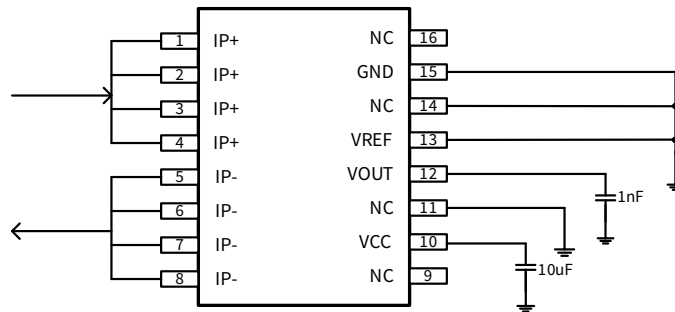 1 IP+ NC 16
2 IP+ GND 15
3 IP+ NC 14
4 IP+ VREF 13
5 IP- VOUT 12
1nF
6 IP- NC 11
7 IP- VCC 10
10uF
8 IP- NC 9